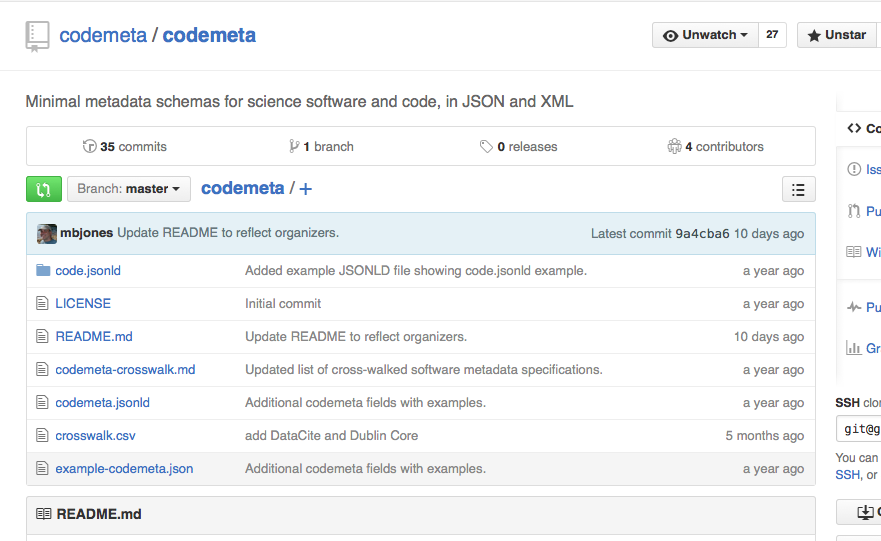 codemeta / codemeta
Unwatch 27
Unstar
Minimal metadata schemas for science software and code, in JSON and XML
35 commits
1 branch
0 releases
4 contributors
Branch: master
codemeta / +
mbjones Update README to reflect organizers.
Latest commit 9a4cba6 10 days ago
code.jsonld Added example JSONLD file showing code.jsonld example. a year ago
LICENSE Initial commit a year ago
README.md Update README to reflect organizers. 10 days ago
codemeta-crosswalk.md Updated list of cross-walked software metadata specifications. a year ago
codemeta.jsonld Additional codemeta fields with examples. a year ago
crosswalk.csv add DataCite and Dublin Core 5 months ago
example-codemeta.json Additional codemeta fields with examples. a year ago
README.md
<> Co
Iss
Pu
Wi
Pu
Gr
SSH clon
git@g
You can
SSH, or